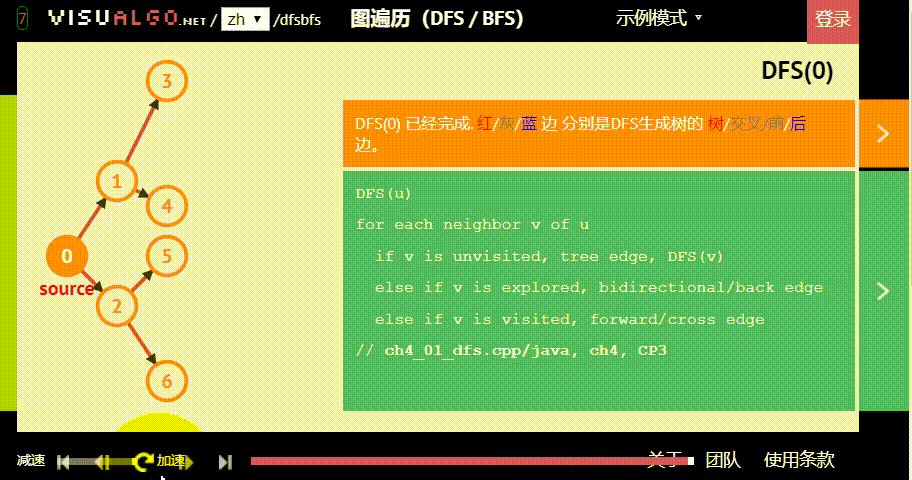 7 VISUALGO.NET / zh ▼ /dfsbfs 图遍历（DFS / BFS） 示例模式 ▼ 登录
DFS(0)
3
1
4
0
5
source
2
6
DFS(0) 已经完成. 红/灰/蓝 边 分别是DFS生成树的 树/交叉/前/后
边。
DFS(u)
for each neighbor v of u
if v is unvisited, tree edge, DFS(v)
else if v is explored, bidirectional/back edge
else if v is visited, forward/cross edge
// ch4_01_dfs.cpp/java, ch4, CP3
减速 加速 关于 团队 使用条款